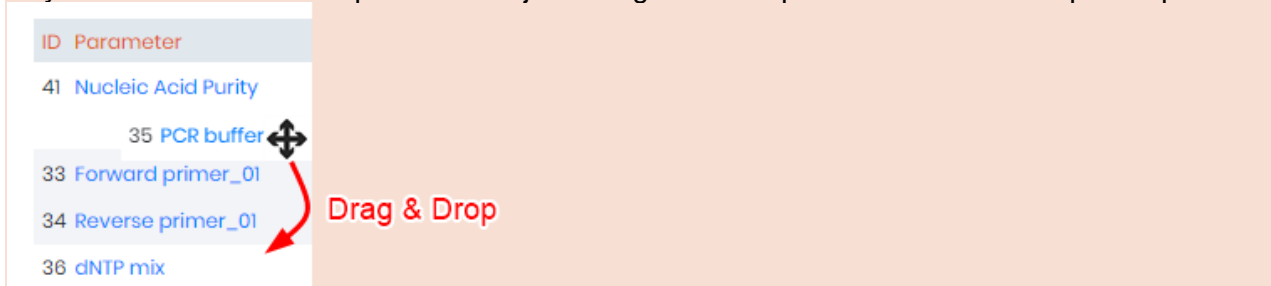 ID Parameter
41 Nucleic Acid Purity
35 PCR buffer
33 Forward primer_01
34 Reverse primer_01
Drag & Drop
36 dNTP mix